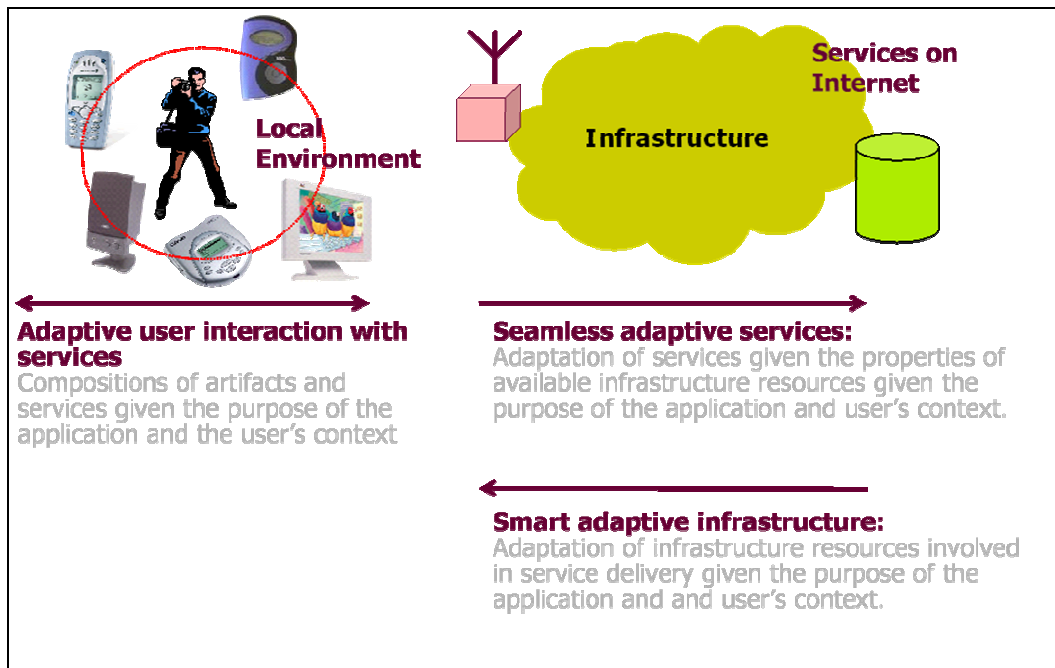 Local
Environment
Infrastructure
Services on
Internet
Adaptive user interaction with
services
Compositions of artifacts and
services given the purpose of the
application and the user's context
Seamless adaptive services:
Adaptation of services given the properties of
available infrastructure resources given the
purpose of the application and user's context.
Smart adaptive infrastructure:
Adaptation of infrastructure resources involved
in service delivery given the purpose of the
application and and user's context.